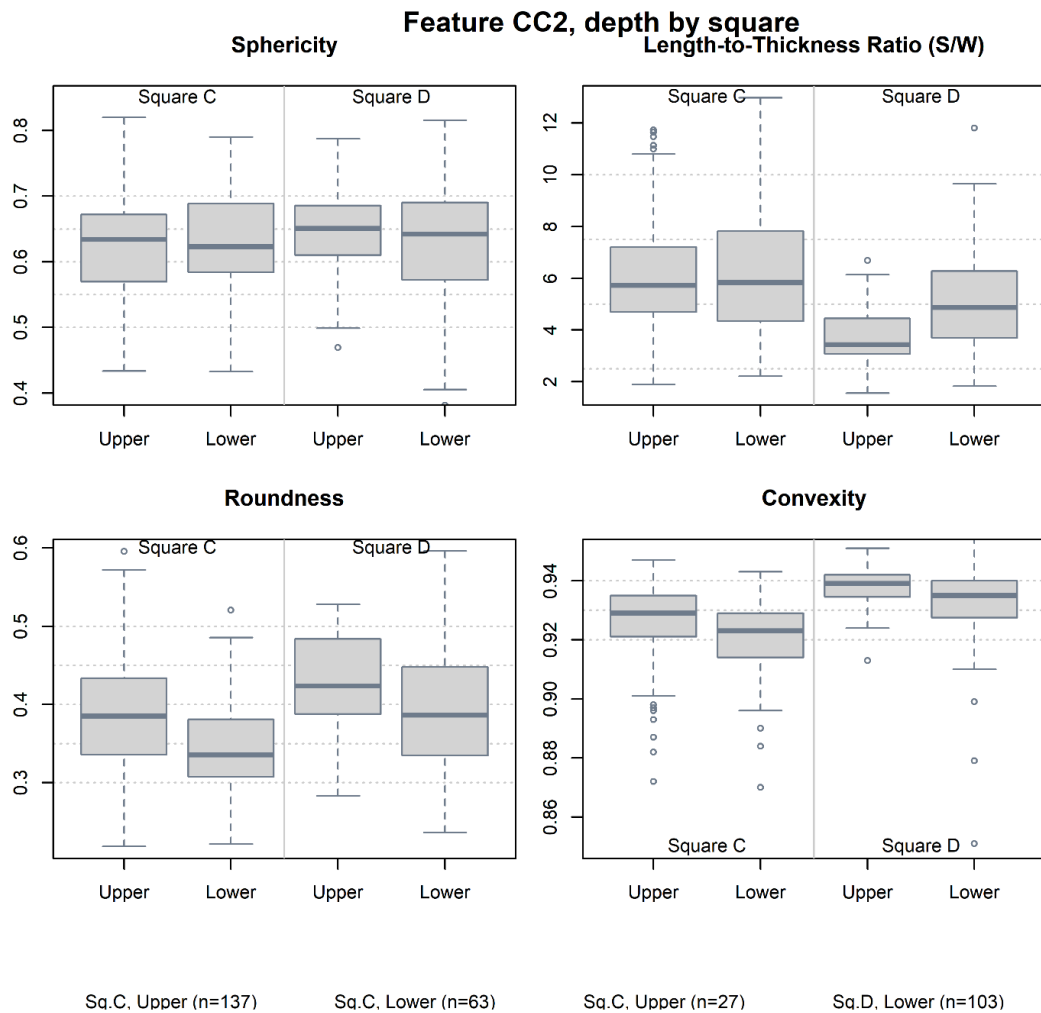 Feature CC2, depth by square
Sphericity
Square C Square D
0.8
0.7
0.6
0.5
0.4
Upper Lower Upper Lower
Length-to-Thickness Ratio (S/W)
Square C Square D
12
10
8
6
4
2
Upper Lower Upper Lower
Roundness
Square C Square D
0.6
0.5
0.4
0.3
Upper Lower Upper Lower
Convexity
0.94
0.92
0.90
0.88
0.86
Square C Square D
Upper Lower Upper Lower
Sq.C, Upper (n=137) Sq.C, Lower (n=63) Sq.C, Upper (n=27) Sq.D, Lower (n=103)